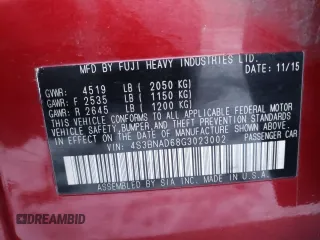 MFD BY FUJI HEAVY INDUSTRIES LTD.
DATE 11/15
GVWR: 4519 LB ( 2050 KG)
GAWR: F 2535 LB ( 1150 KG)
GAWR: R 2645 LB ( 1200 KG)
THIS VEHICLE CONFORMS TO ALL APPLICABLE FEDERAL MOTOR
VEHICLE SAFETY, BUMPER, AND THEFT PREVENTION STANDARDS
IN EFFECT ON THE DATE OF MANUFACTURE SHOWN ABOVE.
VIN: 4S3BNAD68G3023002 PASSENGER CAR
ASSEMBLED BY SIA INC. MADE IN U.S.A.
DREAMBID